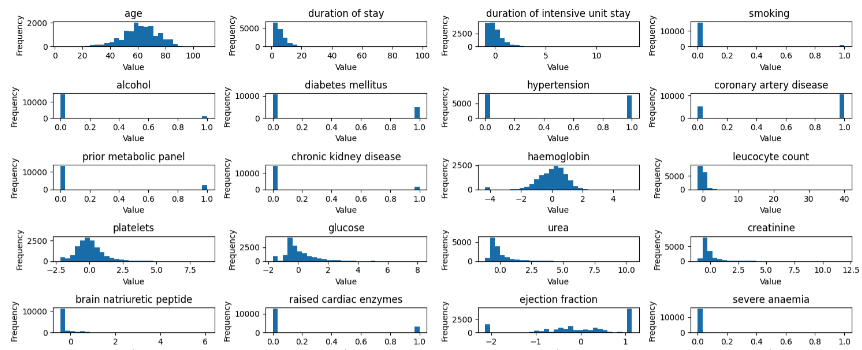 age
duration of stay
duration of intensive unit stay
smoking
Frequency
2000
0
0 20 40 60 80 100
Value
Frequency
5000
0
0 20 40 60 80 100
Value
Frequency
2500
0
0 5 10
Value
Frequency
10000
0
0.0 0.2 0.4 0.6 0.8 1.0
Value
alcohol
diabetes mellitus
hypertension
coronary artery disease
Frequency
10000
0
0.0 0.2 0.4 0.6 0.8 1.0
Value
Frequency
10000
0
0.0 0.2 0.4 0.6 0.8 1.0
Value
Frequency
5000
0
0.0 0.2 0.4 0.6 0.8 1.0
Value
Frequency
10000
5000
0
0.0 0.2 0.4 0.6 0.8 1.0
Value
prior metabolic panel
chronic kidney disease
haemoglobin
leucocyte count
Frequency
10000
0
0.0 0.2 0.4 0.6 0.8 1.0
Value
Frequency
10000
0
0.0 0.2 0.4 0.6 0.8 1.0
Value
Frequency
2500
0
−4 −2 0 2 4
Value
Frequency
5000
0
0 10 20 30 40
Value
platelets
glucose
urea
creatinine
Frequency
2500
0
−2.5 0.0 2.5 5.0 7.5
Value
Frequency
2500
0
−2 0 2 4 6 8
Value
Frequency
5000
0
0.0 2.5 5.0 7.5 10.0
Value
Frequency
5000
0
0.0 2.5 5.0 7.5 10.0 12.5
Value
brain natriuretic peptide
raised cardiac enzymes
ejection fraction
severe anaemia
Frequency
10000
0
0 2 4 6
Frequency
10000
0
0.0 0.2 0.4 0.6 0.8 1.0
Frequency
2500
0
−2 −1 0 1
Frequency
10000
0
0.0 0.2 0.4 0.6 0.8 1.0